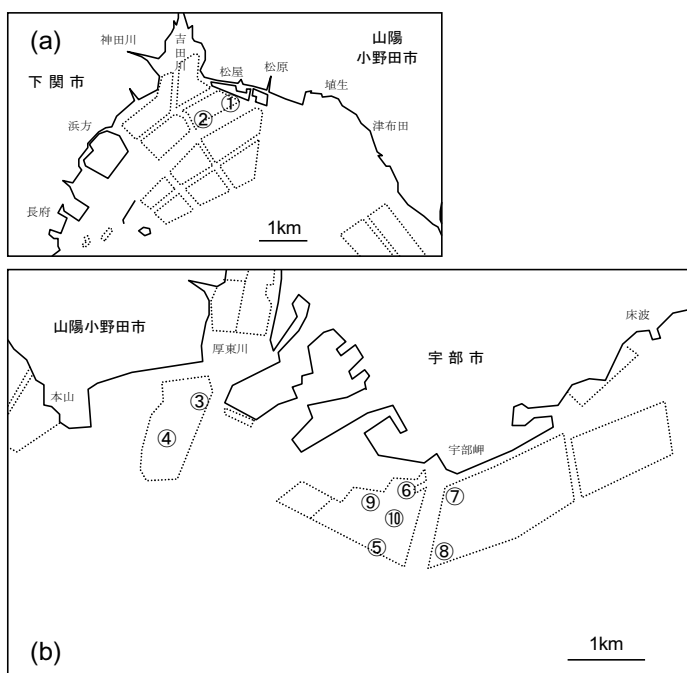 (a)
神田川
吉田川
松屋
松原
山陽
小野田市
下関市
埴生
①
②
浜方
津布田
長府
1km
床波
山陽小野田市
厚東川
宇部市
本山
③
④
宇部岬
⑥
⑦
⑨
⑩
⑤
⑧
(b)
1km